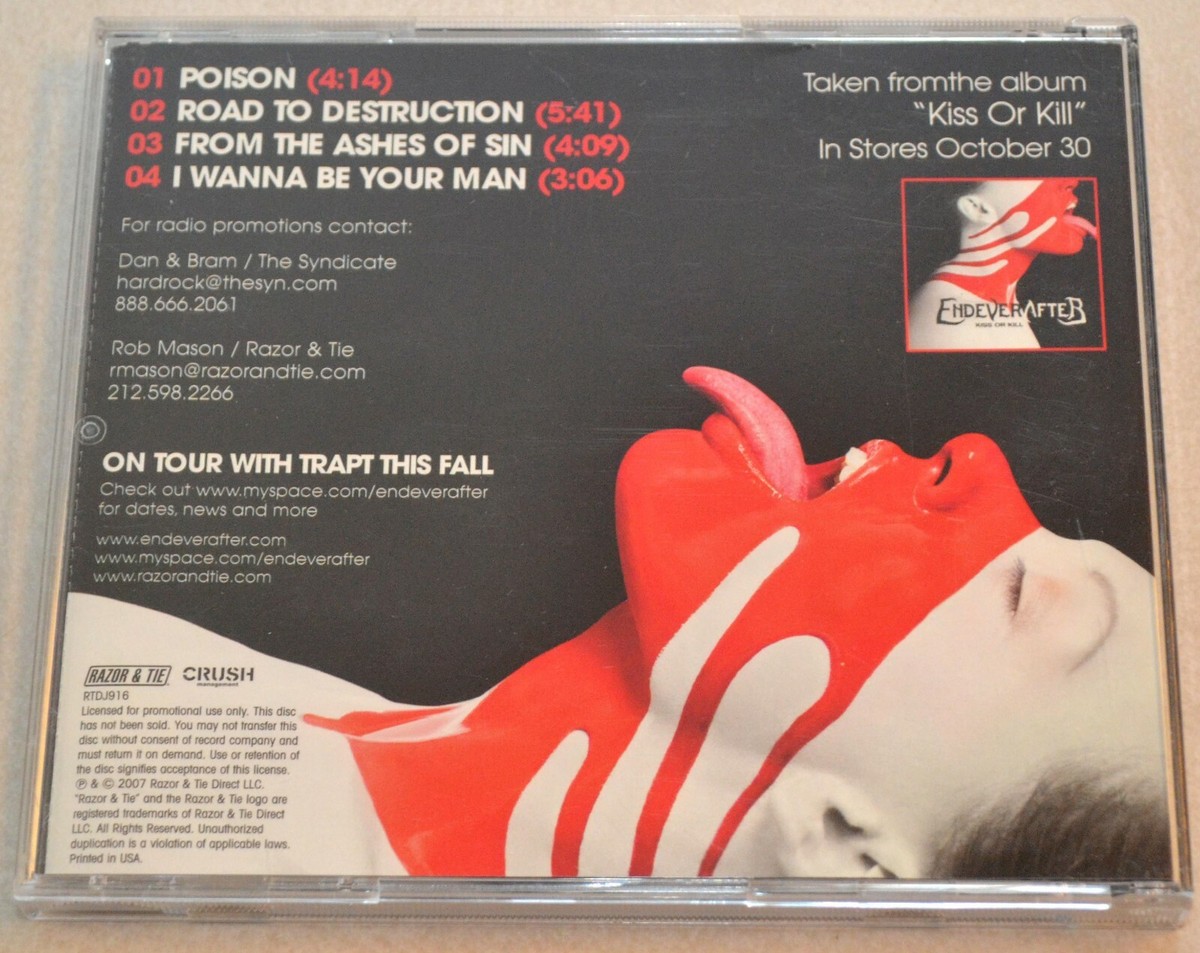 01 POISON (4:14)
02 ROAD TO DESTRUCTION (5:41)
03 FROM THE ASHES OF SIN (4:09)
04 I WANNA BE YOUR MAN (3:06)
For radio promotions contact:
Dan & Bram / The Syndicate
hardrock@thesyn.com
888.666.2061
Rob Mason / Razor & Tie
rmason@razorandtie.com
212.598.2266
ON TOUR WITH TRAPT THIS FALL
Check out www.myspace.com/endeverafter
for dates, news and more
www.endeverafter.com
www.myspace.com/endeverafter
www.razorandtie.com
Taken fromthe album
"Kiss Or Kill"
In Stores October 30
ENDEVERAFTER
KISS OR KILL
RAZOR & TIE CRUSH
management
RTDJ916
Licensed for promotional use only. This disc
has not been sold. You may not transfer this
disc without consent of record company and
must return it on demand. Use or retention of
the disc signifies acceptance of this license.
℗ & © 2007 Razor & Tie Direct LLC.
"Razor & Tie" and the Razor & Tie logo are
registered trademarks of Razor & Tie Direct
LLC. All Rights Reserved. Unauthorized
duplication is a violation of applicable laws.
Printed in USA.